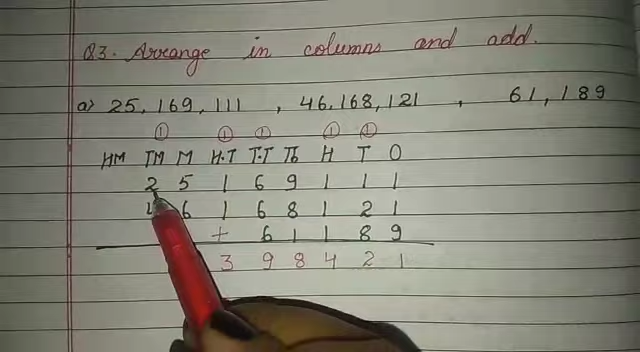 Q3. Arrange in columns and add.
a) 25,169,111 , 46,168,121 , 61,189
① ① ① ① ①
HM TM M H.T T.T Th H T O
2 5 1 6 9 1 1 1
4 6 1 6 8 1 2 1
+ 6 1 1 8 9
3 9 8 4 2 1